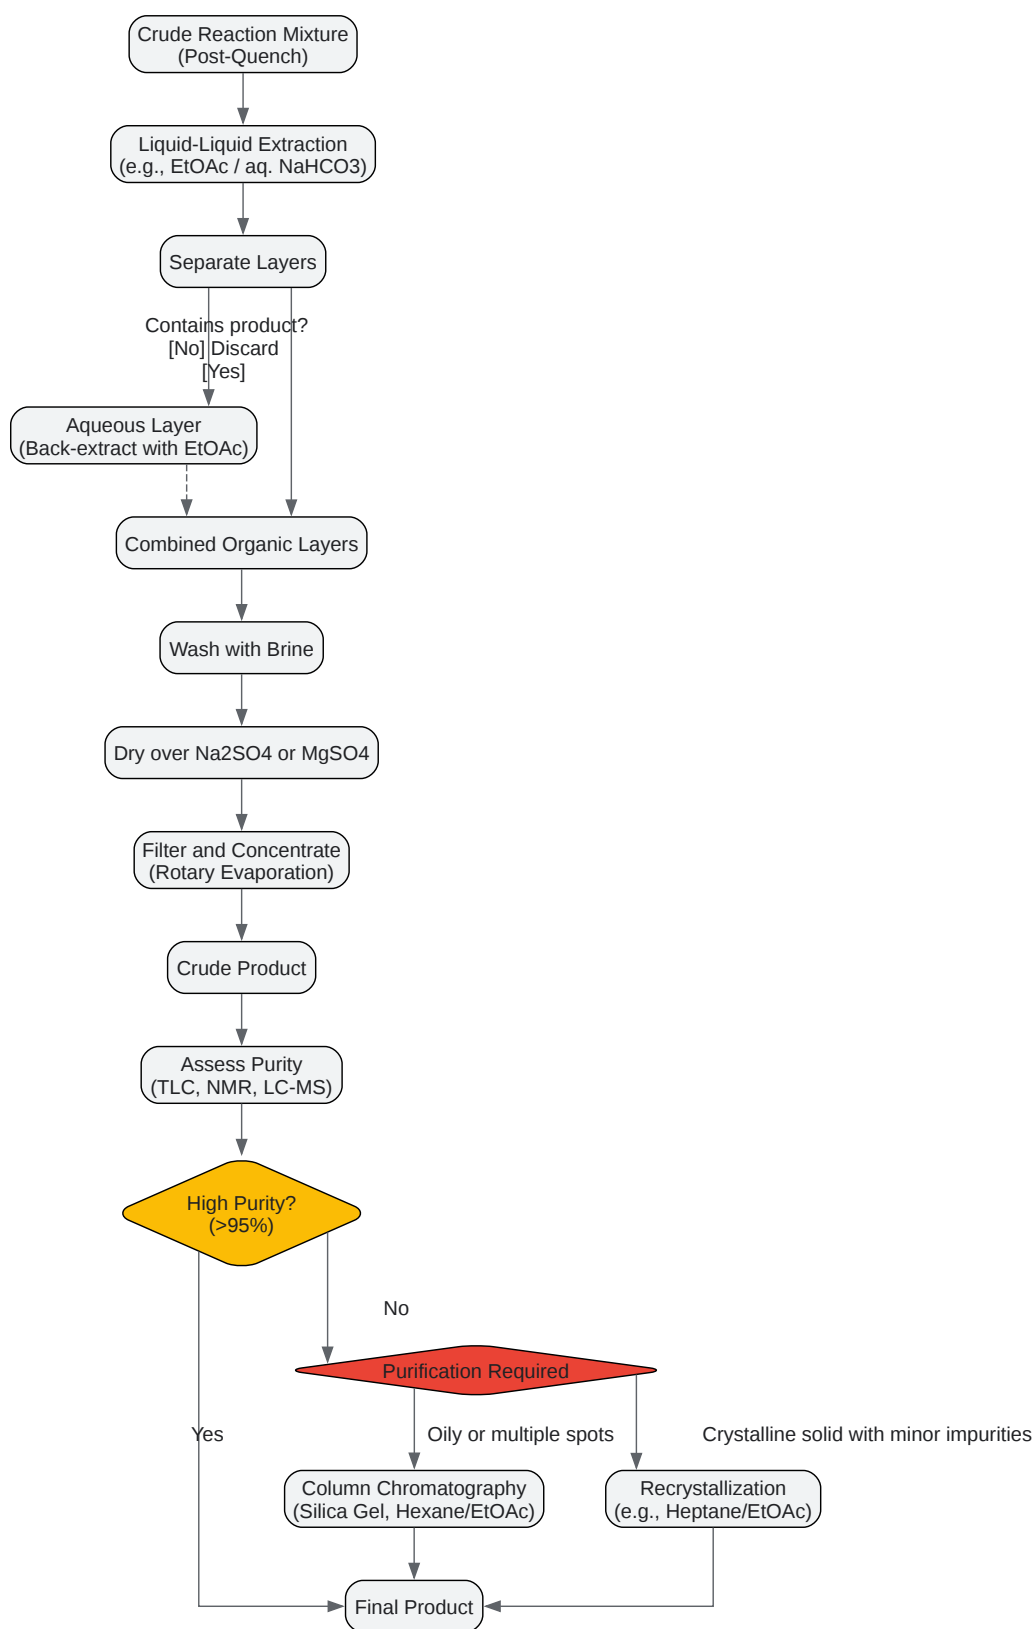 Crude Reaction Mixture
(Post-Quench)
Liquid-Liquid Extraction
(e.g., EtOAc / aq. NaHCO3)
Separate Layers
Contains product?
[No] Discard
[Yes]
Aqueous Layer
(Back-extract with EtOAc)
Combined Organic Layers
Wash with Brine
Dry over Na2SO4 or MgSO4
Filter and Concentrate
(Rotary Evaporation)
Crude Product
Assess Purity
(TLC, NMR, LC-MS)
High Purity?
(>95%)
No
Purification Required
Yes
Oily or multiple spots
Crystalline solid with minor impurities
Column Chromatography
(Silica Gel, Hexane/EtOAc)
Recrystallization
(e.g., Heptane/EtOAc)
Final Product